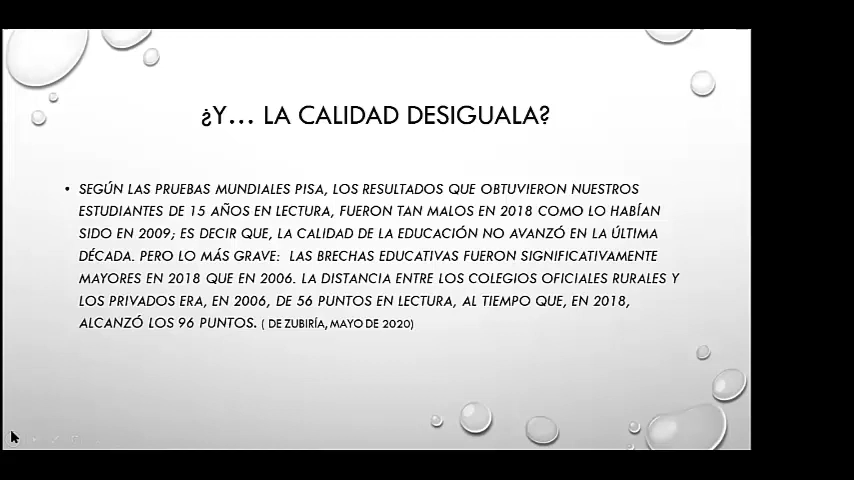 ¿Y... LA CALIDAD DESIGUALA?
• SEGÚN LAS PRUEBAS MUNDIALES PISA, LOS RESULTADOS QUE OBTUVIERON NUESTROS
ESTUDIANTES DE 15 AÑOS EN LECTURA, FUERON TAN MALOS EN 2018 COMO LO HABÍAN
SIDO EN 2009; ES DECIR QUE, LA CALIDAD DE LA EDUCACIÓN NO AVANZÓ EN LA ÚLTIMA
DÉCADA. PERO LO MÁS GRAVE: LAS BRECHAS EDUCATIVAS FUERON SIGNIFICATIVAMENTE
MAYORES EN 2018 QUE EN 2006. LA DISTANCIA ENTRE LOS COLEGIOS OFICIALES RURALES Y
LOS PRIVADOS ERA, EN 2006, DE 56 PUNTOS EN LECTURA, AL TIEMPO QUE, EN 2018,
ALCANZÓ LOS 96 PUNTOS. ( DE ZUBIRÍA, MAYO DE 2020)